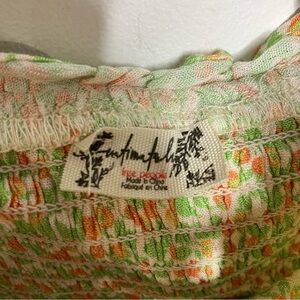 intimately
FREE PEOPLE
Made in China
Fabriqué en Chine